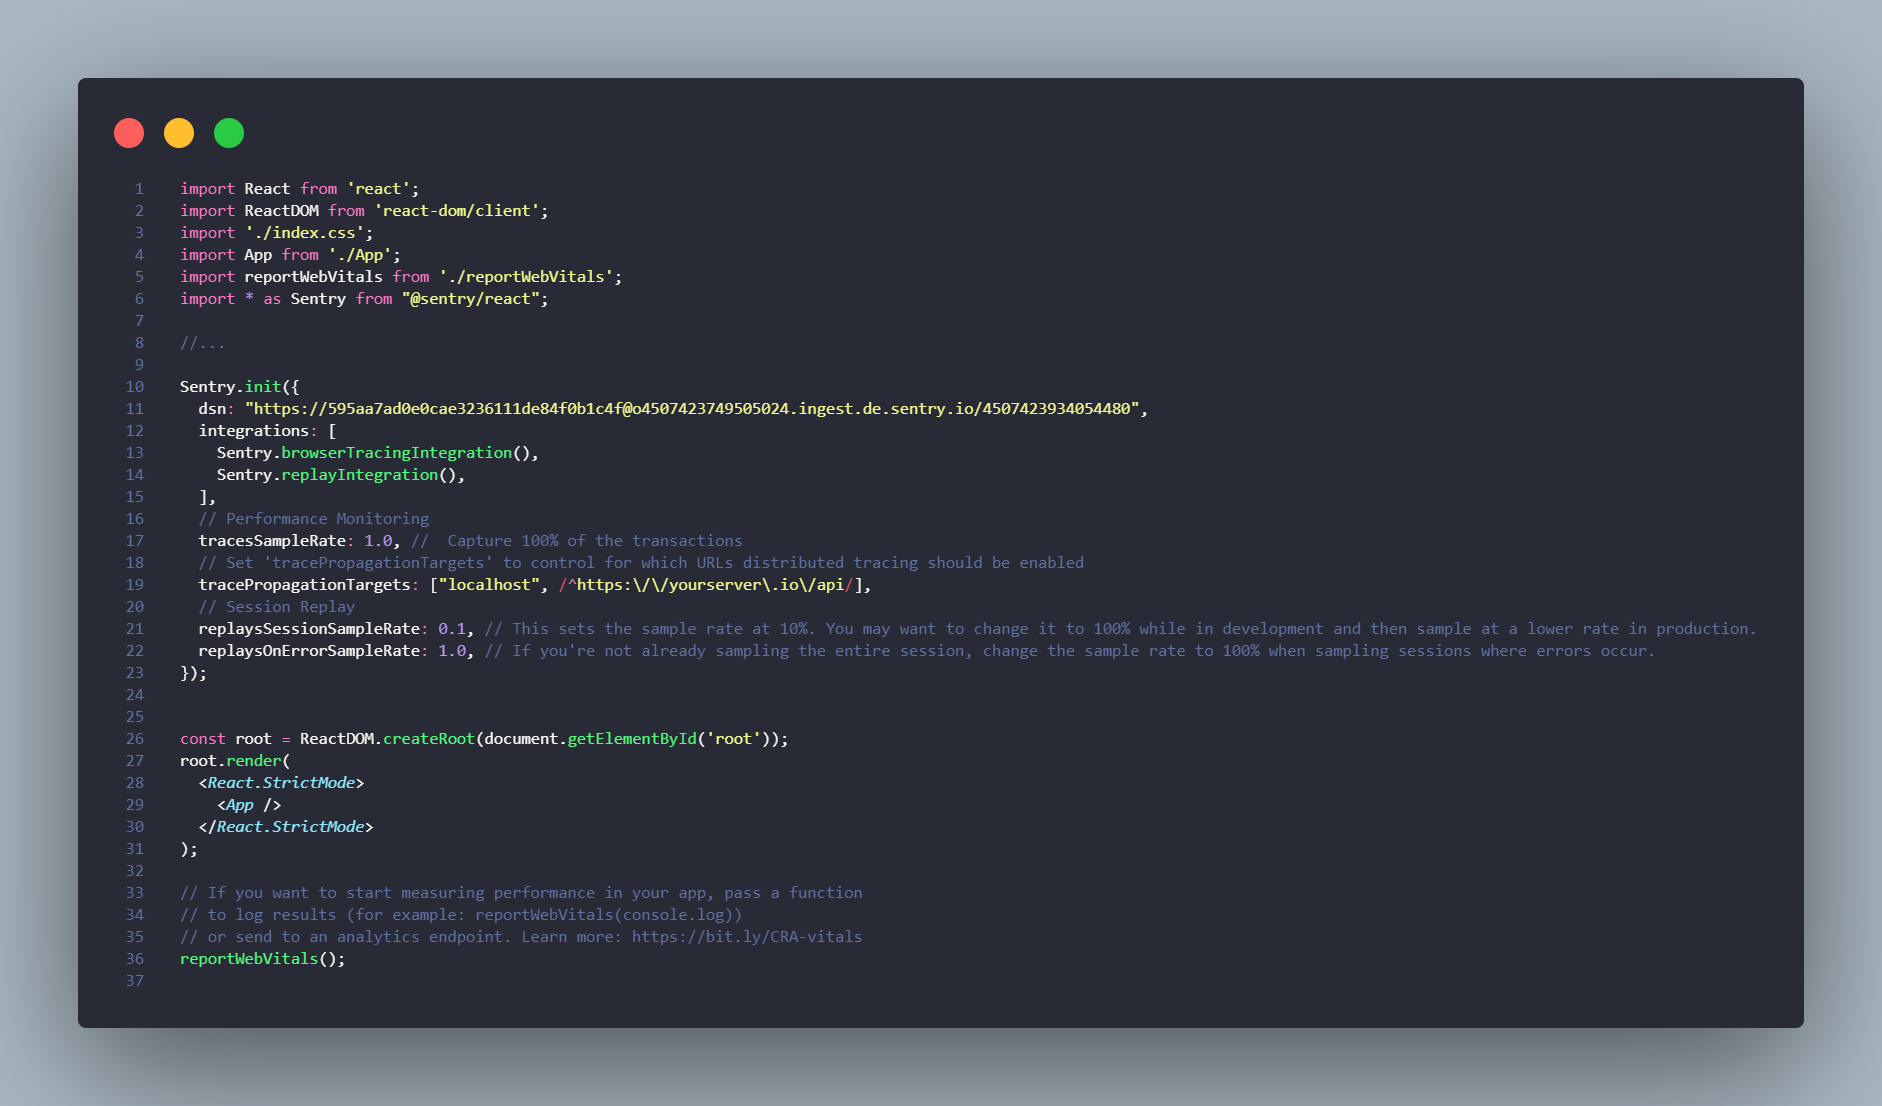 1 import React from 'react';
2 import ReactDOM from 'react-dom/client';
3 import './index.css';
4 import App from './App';
5 import reportWebVitals from './reportWebVitals';
6 import * as Sentry from "@sentry/react";
7
8 //...
9
10 Sentry.init({
11   dsn: "https://595aa7ad0e0cae3236111de84f0b1c4f@o4507423749505024.ingest.de.sentry.io/4507423934054480",
12   integrations: [
13     Sentry.browserTracingIntegration(),
14     Sentry.replayIntegration(),
15   ],
16   // Performance Monitoring
17   tracesSampleRate: 1.0, //  Capture 100% of the transactions
18   // Set 'tracePropagationTargets' to control for which URLs distributed tracing should be enabled
19   tracePropagationTargets: ["localhost", /^https:\/\/yourserver\.io\/api/],
20   // Session Replay
21   replaysSessionSampleRate: 0.1, // This sets the sample rate at 10%. You may want to change it to 100% while in development and then sample at a lower rate in production.
22   replaysOnErrorSampleRate: 1.0, // If you're not already sampling the entire session, change the sample rate to 100% when sampling sessions where errors occur.
23 });
24
25
26 const root = ReactDOM.createRoot(document.getElementById('root'));
27 root.render(
28   <React.StrictMode>
29     <App />
30   </React.StrictMode>
31 );
32
33 // If you want to start measuring performance in your app, pass a function
34 // to log results (for example: reportWebVitals(console.log))
35 // or send to an analytics endpoint. Learn more: https://bit.ly/CRA-vitals
36 reportWebVitals();
37